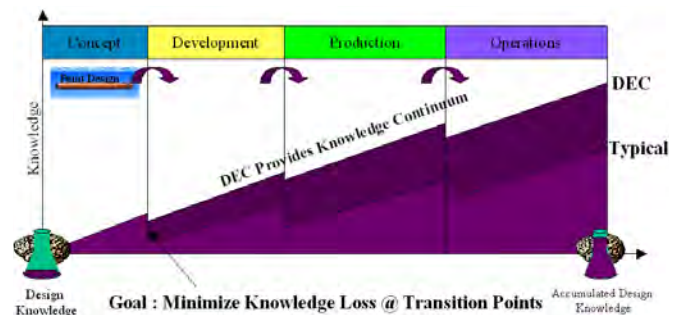 Concept Development Production Operations
Point Design
DEC
Knowledge
DEC Provides Knowledge Continuum
Typical
Design
Knowledge
Goal : Minimize Knowledge Loss @ Transition Points
Accumulated Design
Knowledge